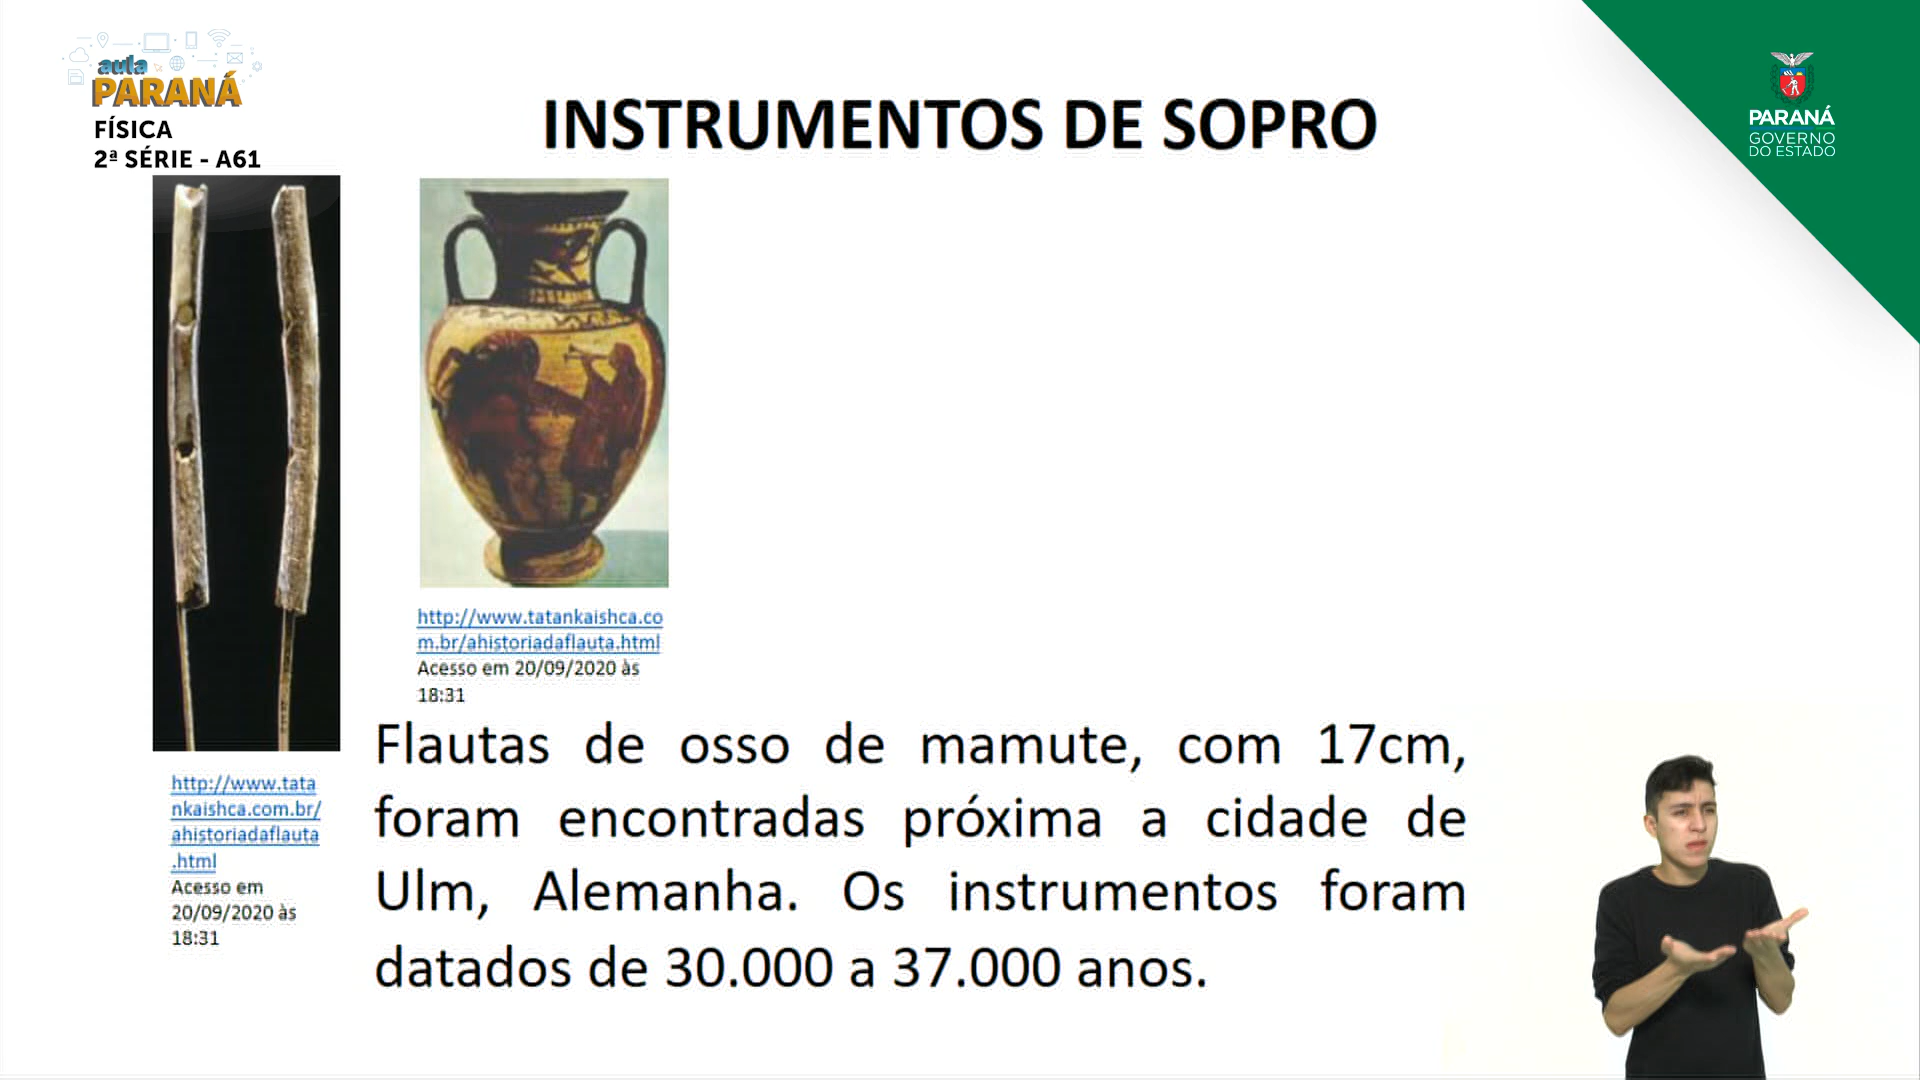 aula
PARANÁ
FÍSICA
2ª SÉRIE - A61
INSTRUMENTOS DE SOPRO
PARANÁ
GOVERNO
DO ESTADO
http://www.tatankaishca.co
m.br/ahistoriadaflauta.html
Acesso em 20/09/2020 às
18:31
http://www.tata
nkaishca.com.br/
ahistoriadaflauta
.html
Acesso em
20/09/2020 às
18:31
Flautas de osso de mamute, com 17cm,
foram encontradas próxima a cidade de
Ulm, Alemanha. Os instrumentos foram
datados de 30.000 a 37.000 anos.